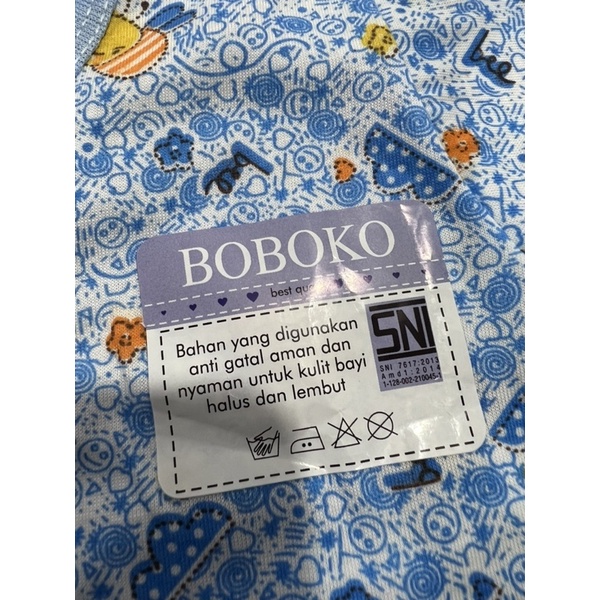 bee
bee
BOBOKO
best qu
Bahan yang digunakan
anti gatal aman dan
nyaman untuk kulit bayi
halus dan lembut
SNI
SNI 7617:2013
Amd1:2014
1-128-002-210045-1